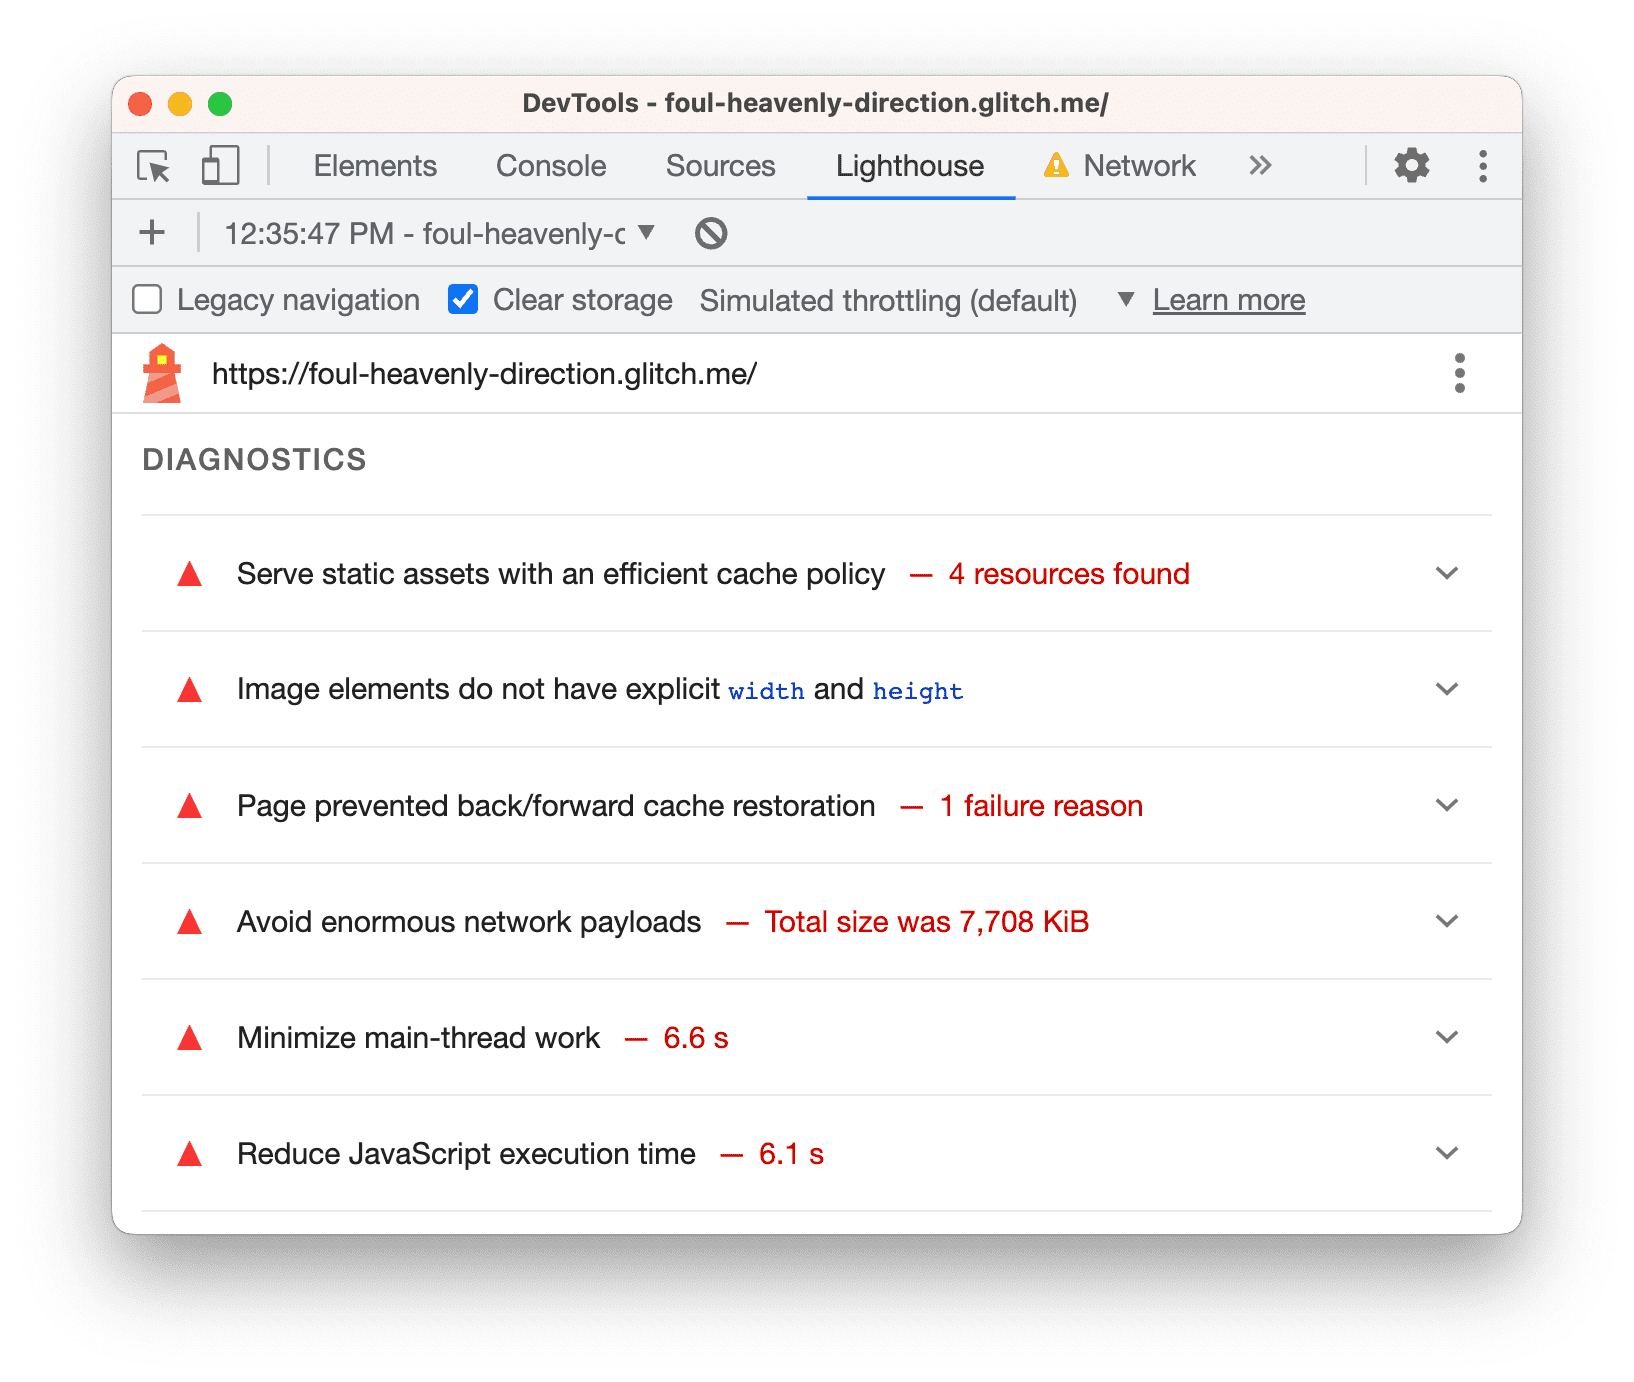 DevTools - foul-heavenly-direction.glitch.me/
Elements Console Sources Lighthouse Network
12:35:47 PM - foul-heavenly-c
Legacy navigation Clear storage Simulated throttling (default) Learn more
https://foul-heavenly-direction.glitch.me/
DIAGNOSTICS
Serve static assets with an efficient cache policy — 4 resources found
Image elements do not have explicit width and height
Page prevented back/forward cache restoration — 1 failure reason
Avoid enormous network payloads — Total size was 7,708 KiB
Minimize main-thread work — 6.6 s
Reduce JavaScript execution time — 6.1 s